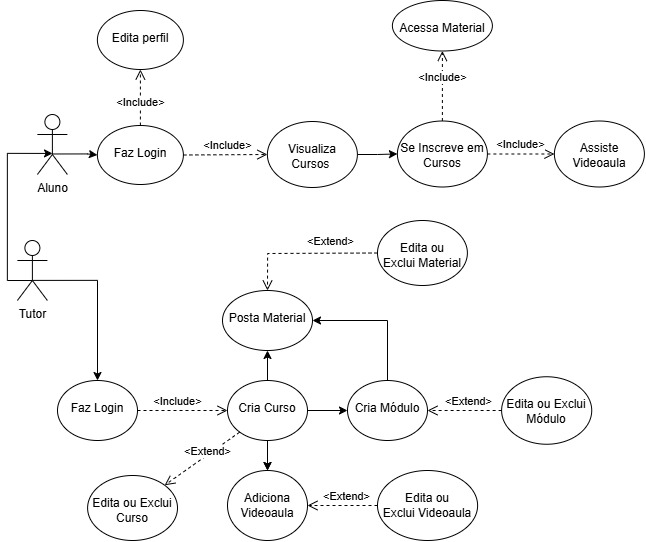 Acessa Material
Edita perfil
<Include>
<Include>
Aluno
Faz Login
<Include>
Visualiza
Cursos
Se Inscreve em
Cursos
<Include>
Assiste
Videoaula
<Extend>
Edita ou
Exclui Material
Tutor
Posta Material
Faz Login
<Include>
Cria Curso
Cria Módulo
<Extend>
Edita ou Exclui
Módulo
<Extend>
Edita ou Exclui
Curso
Adiciona
Videoaula
<Extend>
Edita ou
Exclui Videoaula